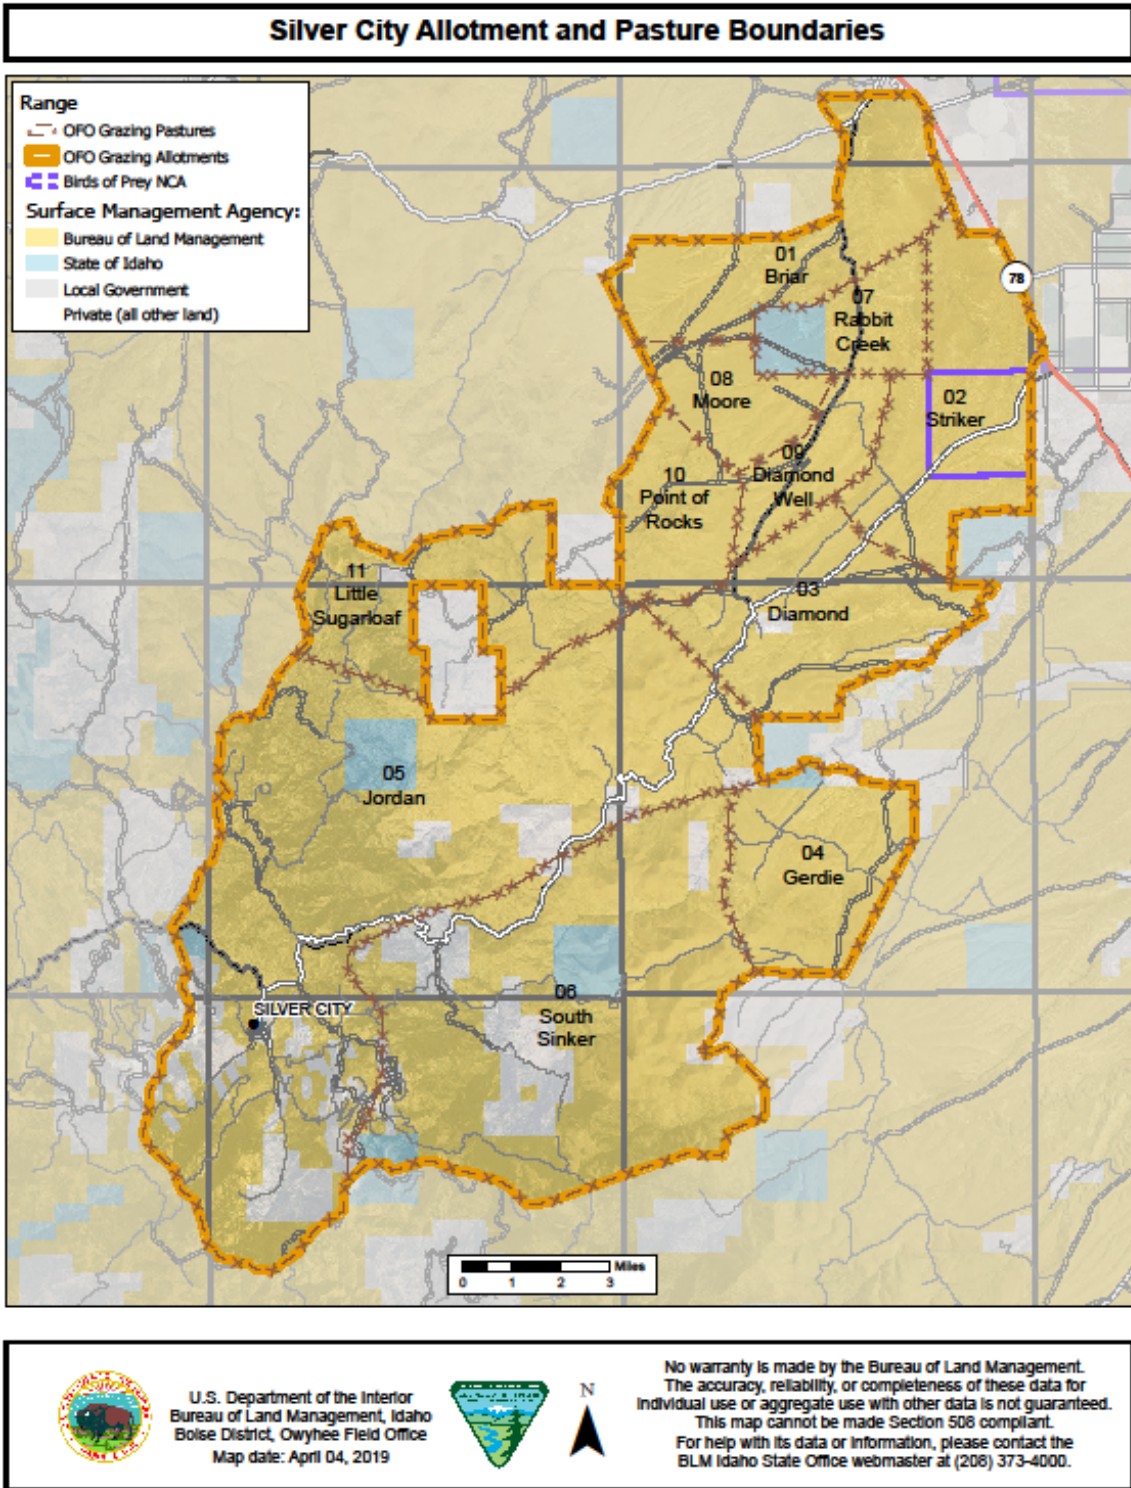 Silver City Allotment and Pasture Boundaries
Range
OFO Grazing Pastures
OFO Grazing Allotments
Birds of Prey NCA
Surface Management Agency:
Bureau of Land Management
State of Idaho
Local Government
Private (all other land)
01
Briar
78
07
Rabbit
Creek
08
Moore
02
Striker
09
Diamond
Well
10
Point of
Rocks
11
Little
Sugarloaf
03
Diamond
05
Jordan
04
Gerdie
06
South
Sinker
SILVER CITY
Miles
0 1 2 3
U.S. Department of the Interior
Bureau of Land Management, Idaho
Boise District, Owyhee Field Office
Map date: April 04, 2019
N
No warranty is made by the Bureau of Land Management.
The accuracy, reliability, or completeness of these data for
individual use or aggregate use with other data is not guaranteed.
This map cannot be made Section 508 compliant.
For help with its data or information, please contact the
BLM Idaho State Office webmaster at (208) 373-4000.